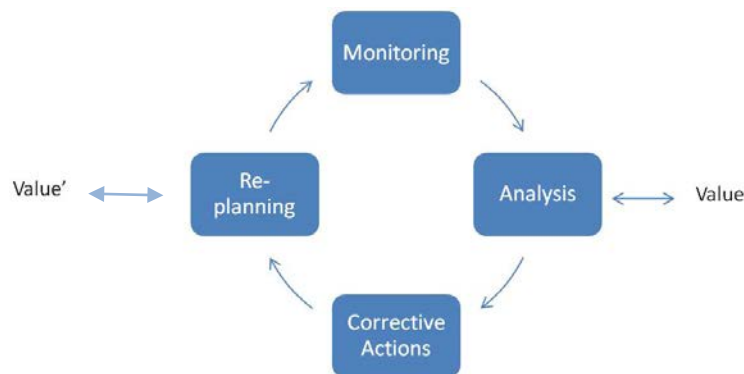 Monitoring
Value’
Re-
planning
Analysis
Value
Corrective
Actions